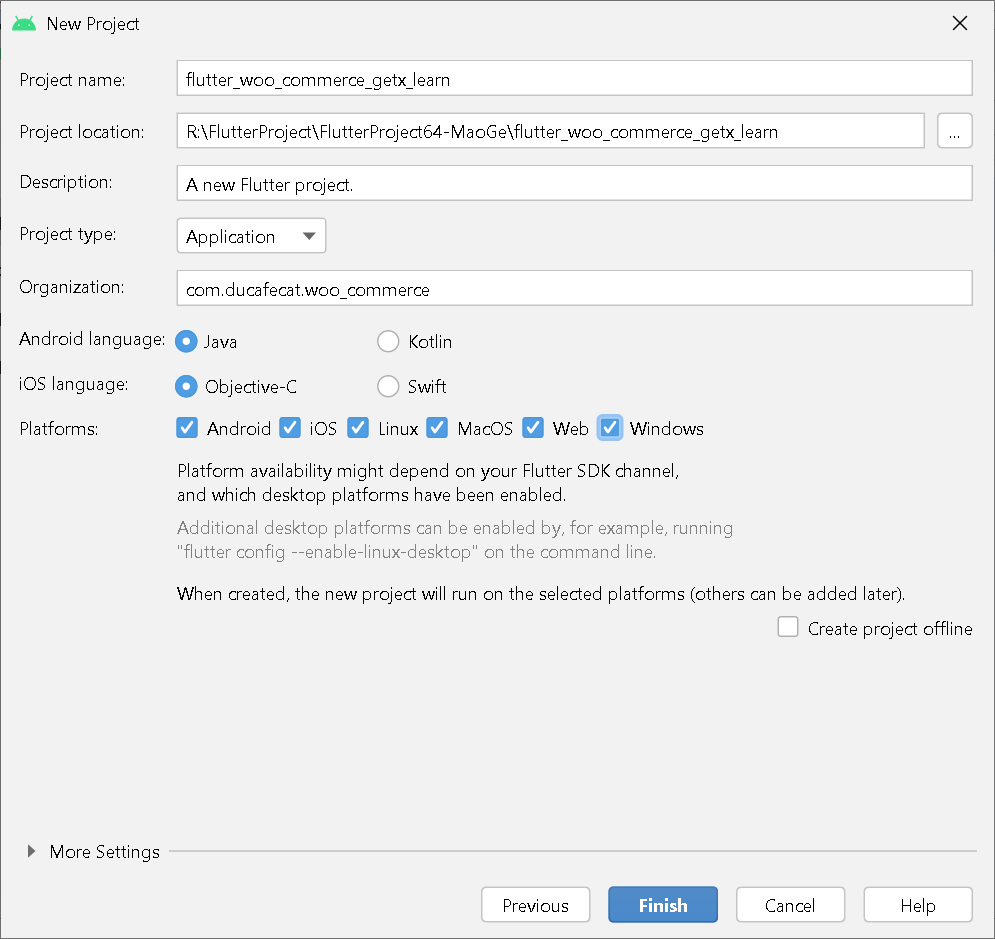 New Project
Project name: flutter_woo_commerce_getx_learn
Project location: R:\FlutterProject\FlutterProject64-MaoGe\flutter_woo_commerce_getx_learn ...
Description: A new Flutter project.
Project type: Application
Organization: com.ducafecat.woo_commerce
Android language: Java Kotlin
iOS language: Objective-C Swift
Platforms: Android iOS Linux MacOS Web Windows
Platform availability might depend on your Flutter SDK channel,
and which desktop platforms have been enabled.
Additional desktop platforms can be enabled by, for example, running
"flutter config --enable-linux-desktop" on the command line.
When created, the new project will run on the selected platforms (others can be added later).
Create project offline
More Settings
Previous Finish Cancel Help